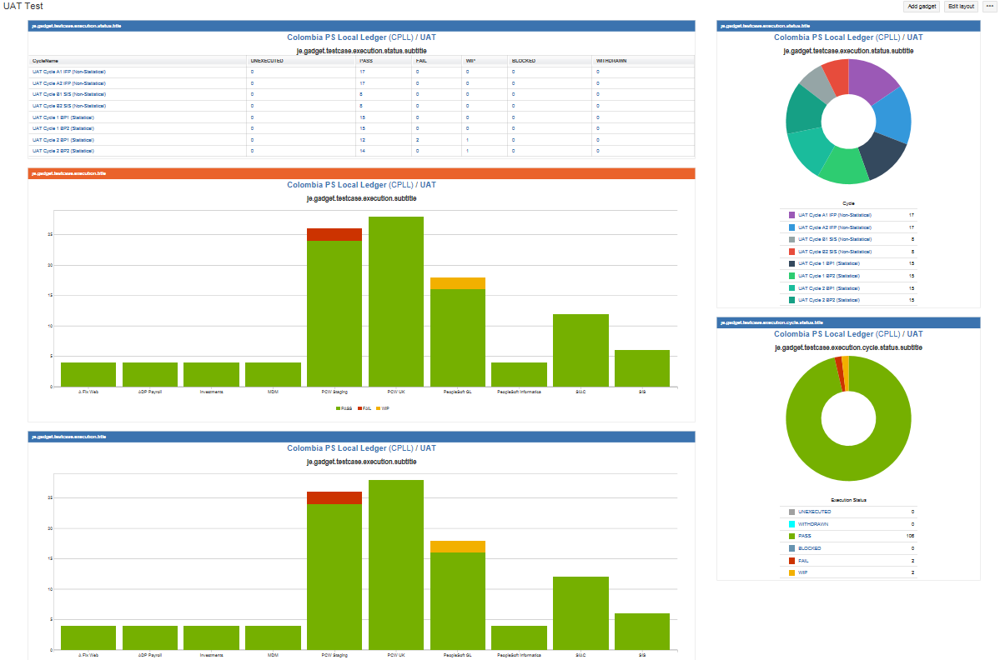 UAT Test
Add gadget Edit layout •••
je.gadget.testcase.execution.status.title
Colombia PS Local Ledger (CPLL) / UAT
je.gadget.testcase.execution.status.subtitle
CycleName UNEXECUTED PASS FAIL WIP BLOCKED WITHDRAWN
UAT Cycle A1 IFP (Non-Statistical) 0 17 0 0 0 0
UAT Cycle A2 IFP (Non-Statistical) 0 17 0 0 0 0
UAT Cycle B1 SIS (Non-Statistical) 0 8 0 0 0 0
UAT Cycle B2 SIS (Non-Statistical) 0 8 0 0 0 0
UAT Cycle 1 BP1 (Statistical) 0 15 0 0 0 0
UAT Cycle 1 BP2 (Statistical) 0 15 0 0 0 0
UAT Cycle 2 BP1 (Statistical) 0 12 2 1 0 0
UAT Cycle 2 BP2 (Statistical) 0 14 0 1 0 0
je.gadget.testcase.execution.title
Colombia PS Local Ledger (CPLL) / UAT
je.gadget.testcase.execution.subtitle
25
20
15
10
5
0
A Fix Web ADP Payroll Investments MDM PCW Staging PCW UK PeopleSoft GL PeopleSoft Informatica SIAC SIS
PASS FAIL WIP
je.gadget.testcase.execution.title
Colombia PS Local Ledger (CPLL) / UAT
je.gadget.testcase.execution.subtitle
25
20
15
10
5
0
A Fix Web ADP Payroll Investments MDM PCW Staging PCW UK PeopleSoft GL PeopleSoft Informatica SIAC SIS
je.gadget.testcase.execution.status.title
Colombia PS Local Ledger (CPLL) / UAT
je.gadget.testcase.execution.status.subtitle
Cycle
UAT Cycle A1 IFP (Non-Statistical) 17
UAT Cycle A2 IFP (Non-Statistical) 17
UAT Cycle B1 SIS (Non-Statistical) 8
UAT Cycle B2 SIS (Non-Statistical) 8
UAT Cycle 1 BP1 (Statistical) 15
UAT Cycle 1 BP2 (Statistical) 15
UAT Cycle 2 BP1 (Statistical) 15
UAT Cycle 2 BP2 (Statistical) 15
je.gadget.testcase.execution.cycle.status.title
Colombia PS Local Ledger (CPLL) / UAT
je.gadget.testcase.execution.cycle.status.subtitle
Execution Status
UNEXECUTED 0
WITHDRAWN 0
PASS 106
BLOCKED 0
FAIL 2
WIP 2